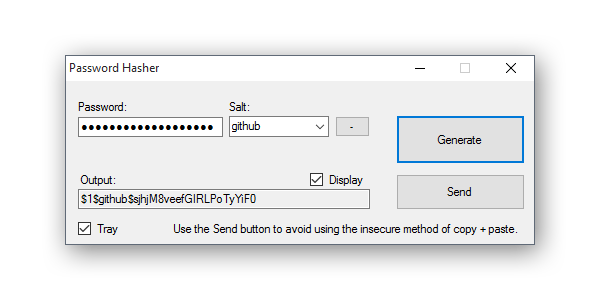 Password Hasher
Password: Salt:
●●●●●●●●●●●●●●●●●●● github -
Generate
Output: Display
$1$github$sjhjM8veefGIRLPoTyYiF0
Send
Tray Use the Send button to avoid using the insecure method of copy + paste.